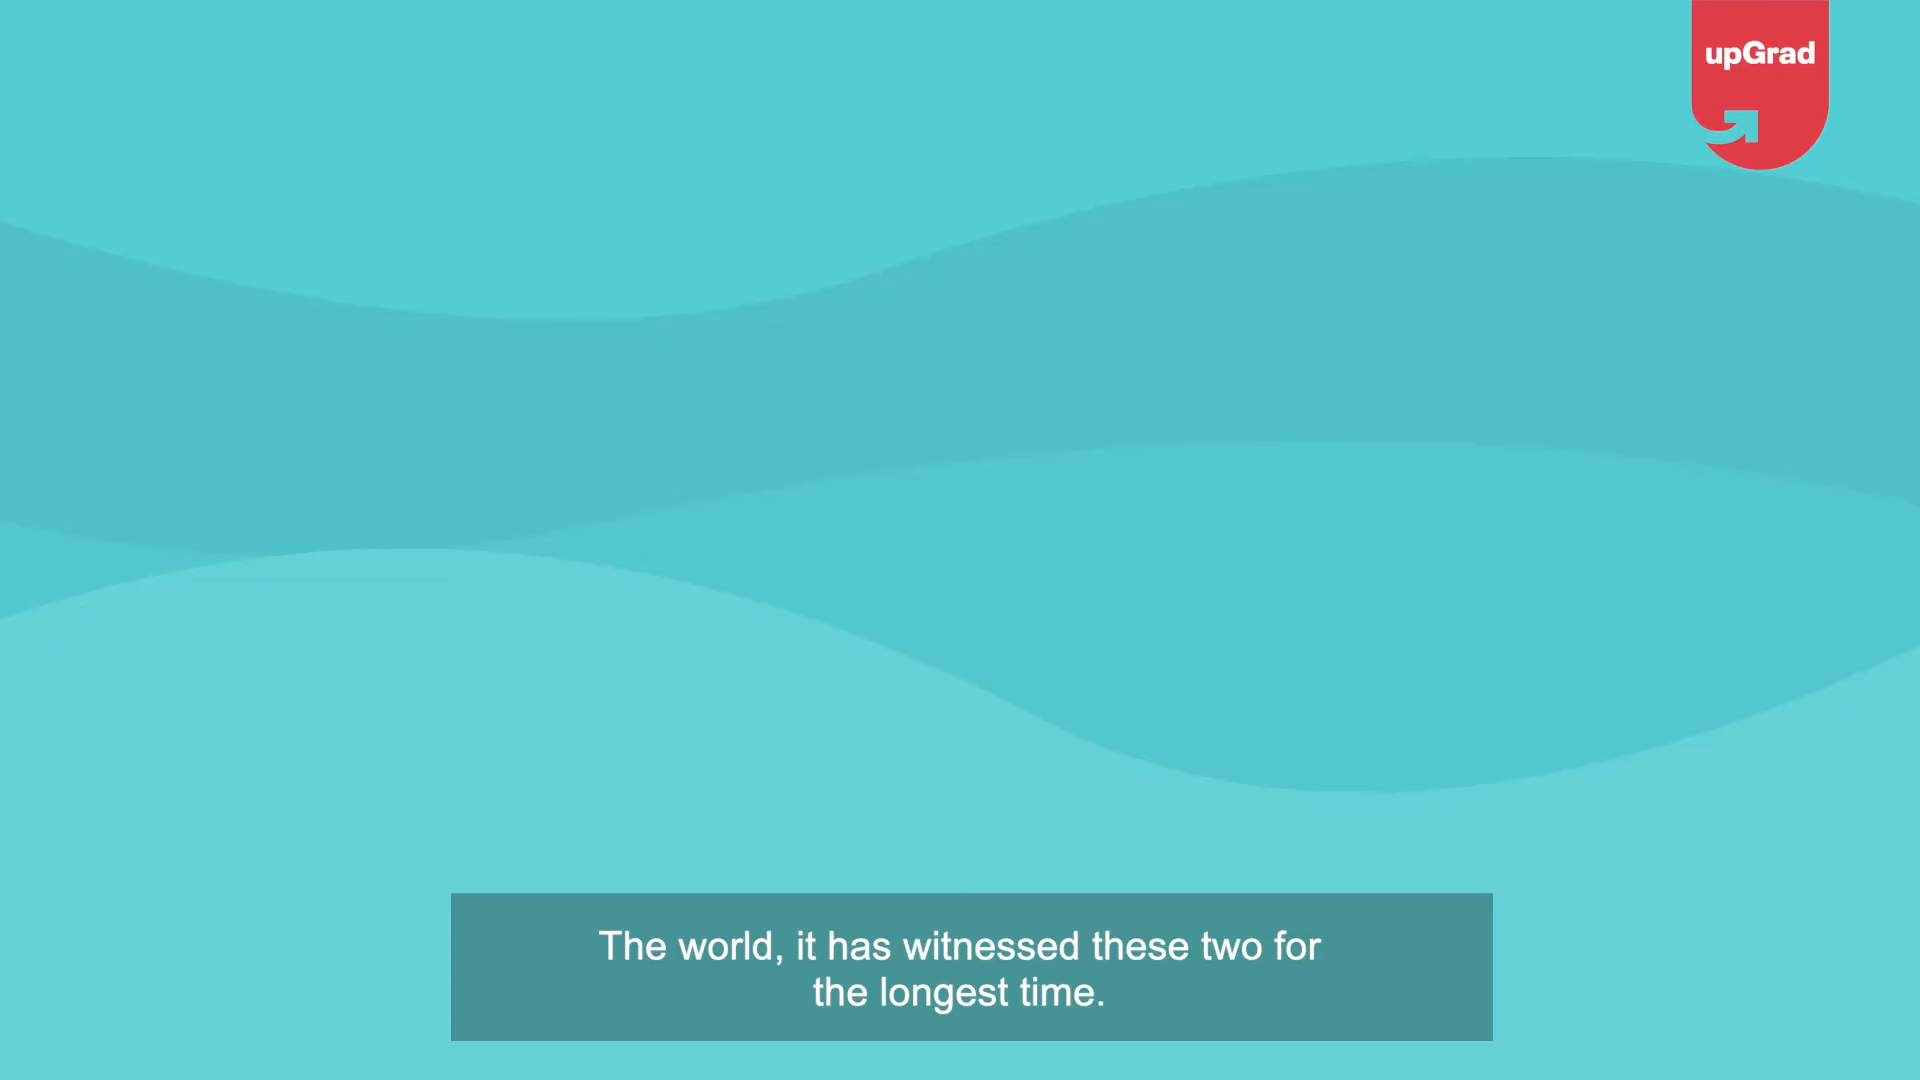 upGrad
The world, it has witnessed these two for
the longest time.